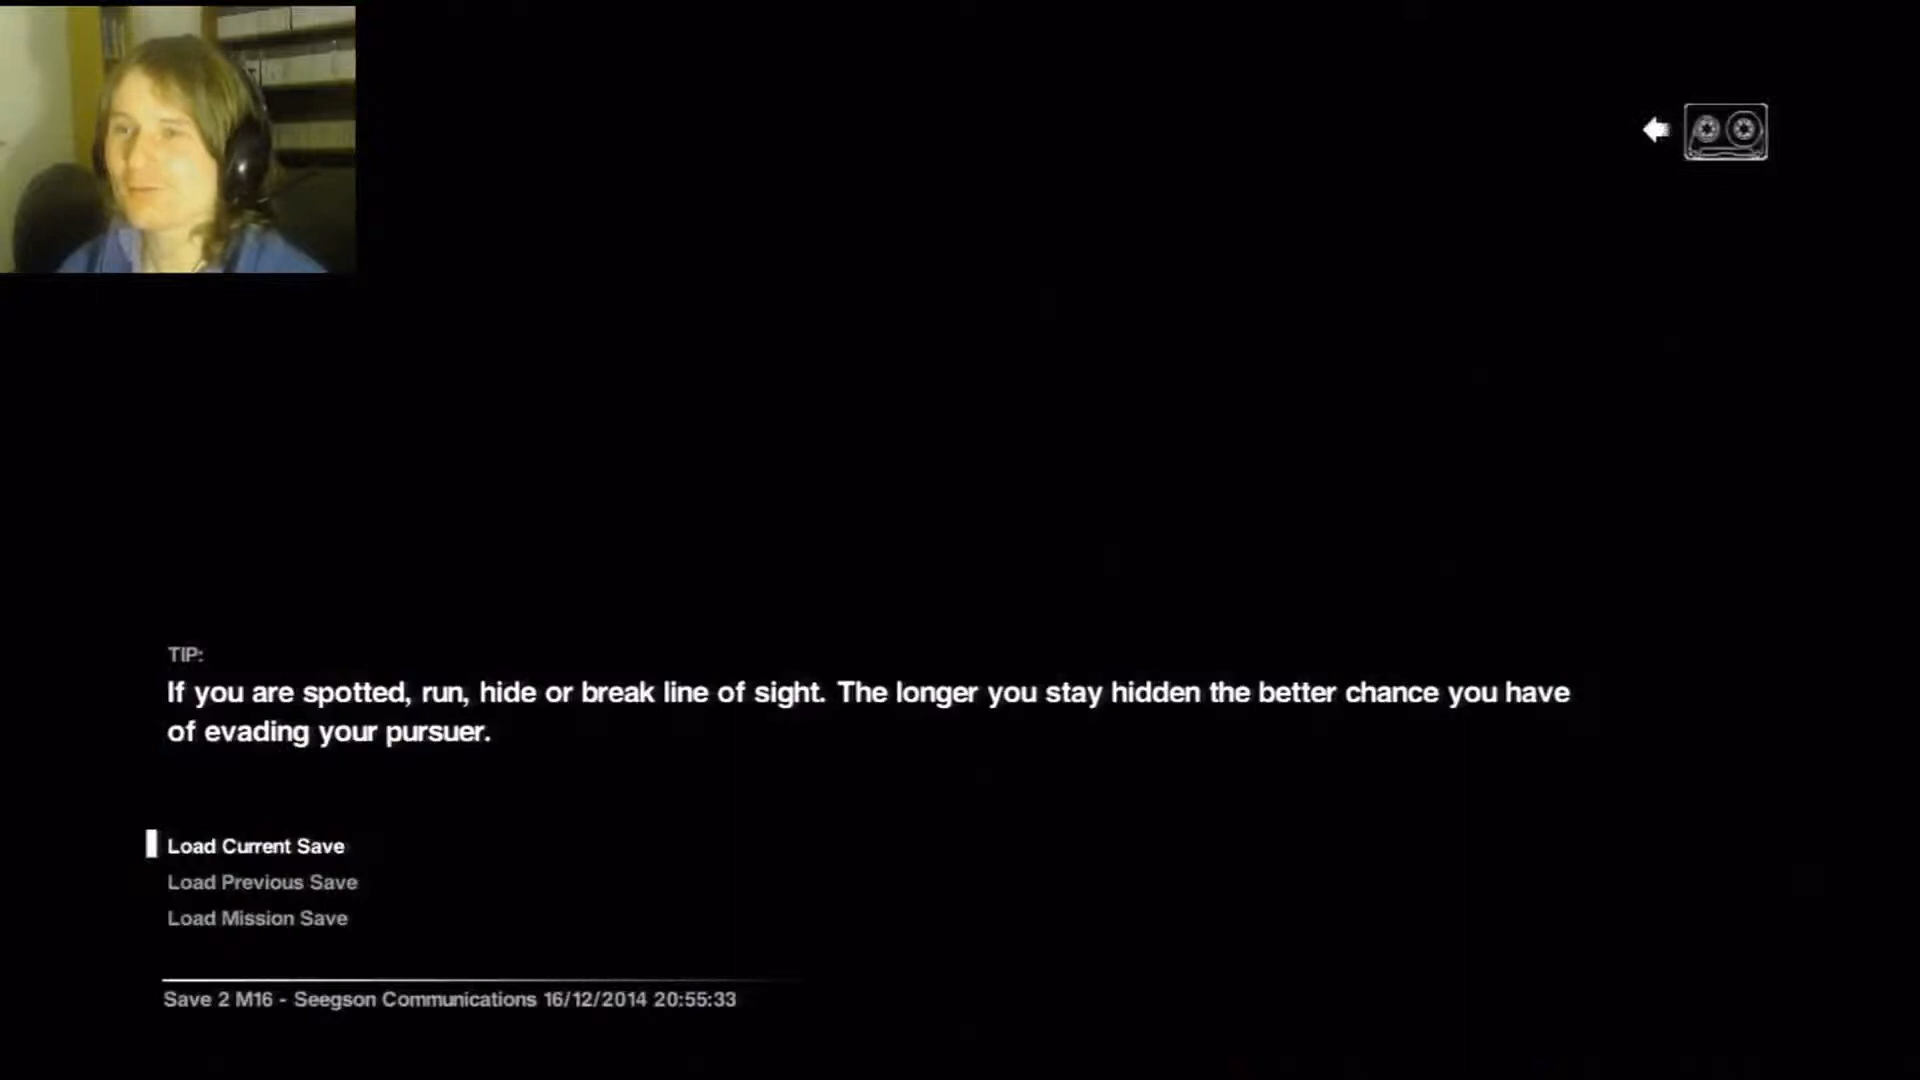 TIP:
If you are spotted, run, hide or break line of sight. The longer you stay hidden the better chance you have
of evading your pursuer.
Load Current Save
Load Previous Save
Load Mission Save
Save 2 M16 - Seegson Communications 16/12/2014 20:55:33